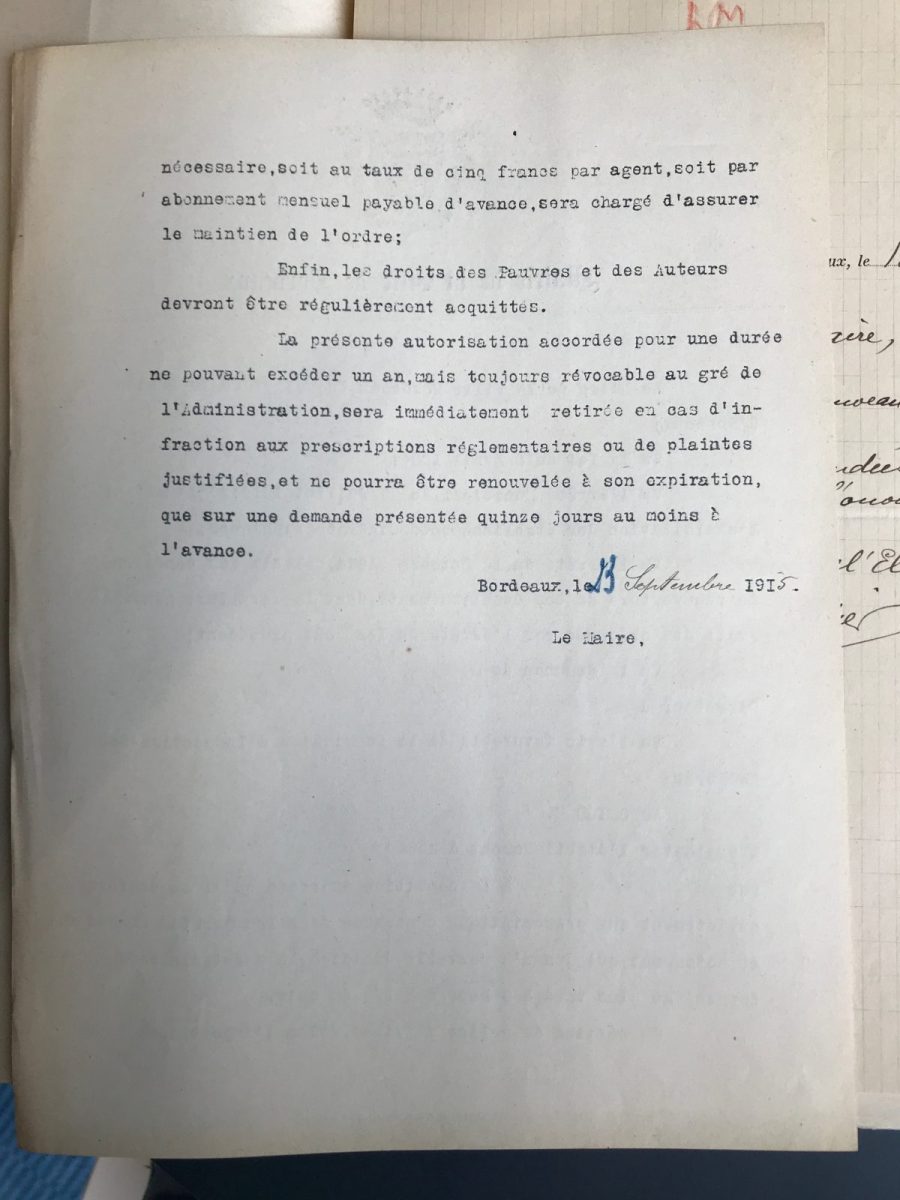 nécessaire,soit au taux de cinq francs par agent,soit par
abonnement mensuel payable d'avance,sera chargé d'assurer
le maintien de l'ordre;
Enfin,les droits des Pauvres et des Auteurs
devront être régulièrement acquittés.
La présente autorisation accordée pour une durée
ne pouvant excéder un an,mais toujours révocable au gré de
l'Administration,sera immédiatement retirée en cas d'in-
fraction aux prescriptions réglementaires ou de plaintes
justifiées,et ne pourra être renouvelée à son expiration,
que sur une demande présentée quinze jours au moins à
l'avance.
Bordeaux,le 13 Septembre 1915.
Le Maire,
ux, le